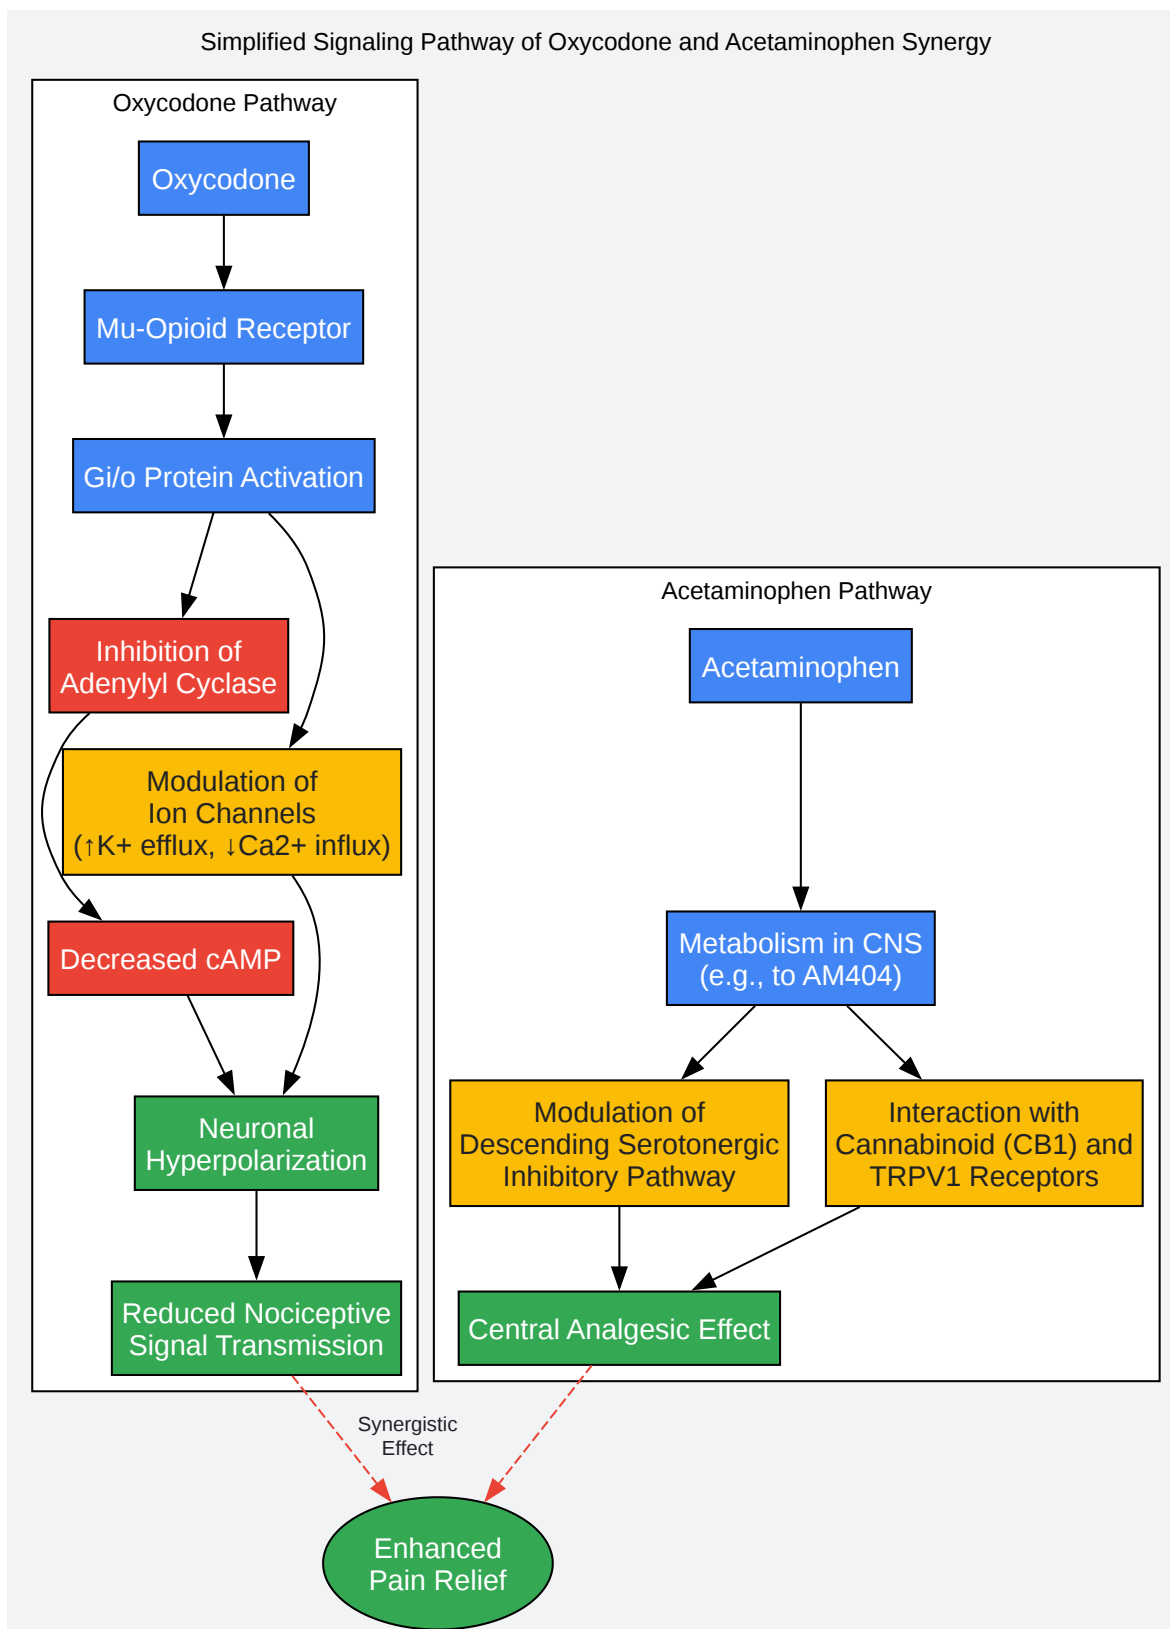 Simplified Signaling Pathway of Oxycodone and Acetaminophen Synergy
Oxycodone Pathway
Oxycodone
Mu-Opioid Receptor
Gi/o Protein Activation
Inhibition of
Adenylyl Cyclase
Modulation of
Ion Channels
(↑K+ efflux, ↓Ca2+ influx)
Decreased cAMP
Neuronal
Hyperpolarization
Reduced Nociceptive
Signal Transmission
Acetaminophen Pathway
Acetaminophen
Metabolism in CNS
(e.g., to AM404)
Modulation of
Descending Serotonergic
Inhibitory Pathway
Interaction with
Cannabinoid (CB1) and
TRPV1 Receptors
Central Analgesic Effect
Synergistic
Effect
Enhanced
Pain Relief